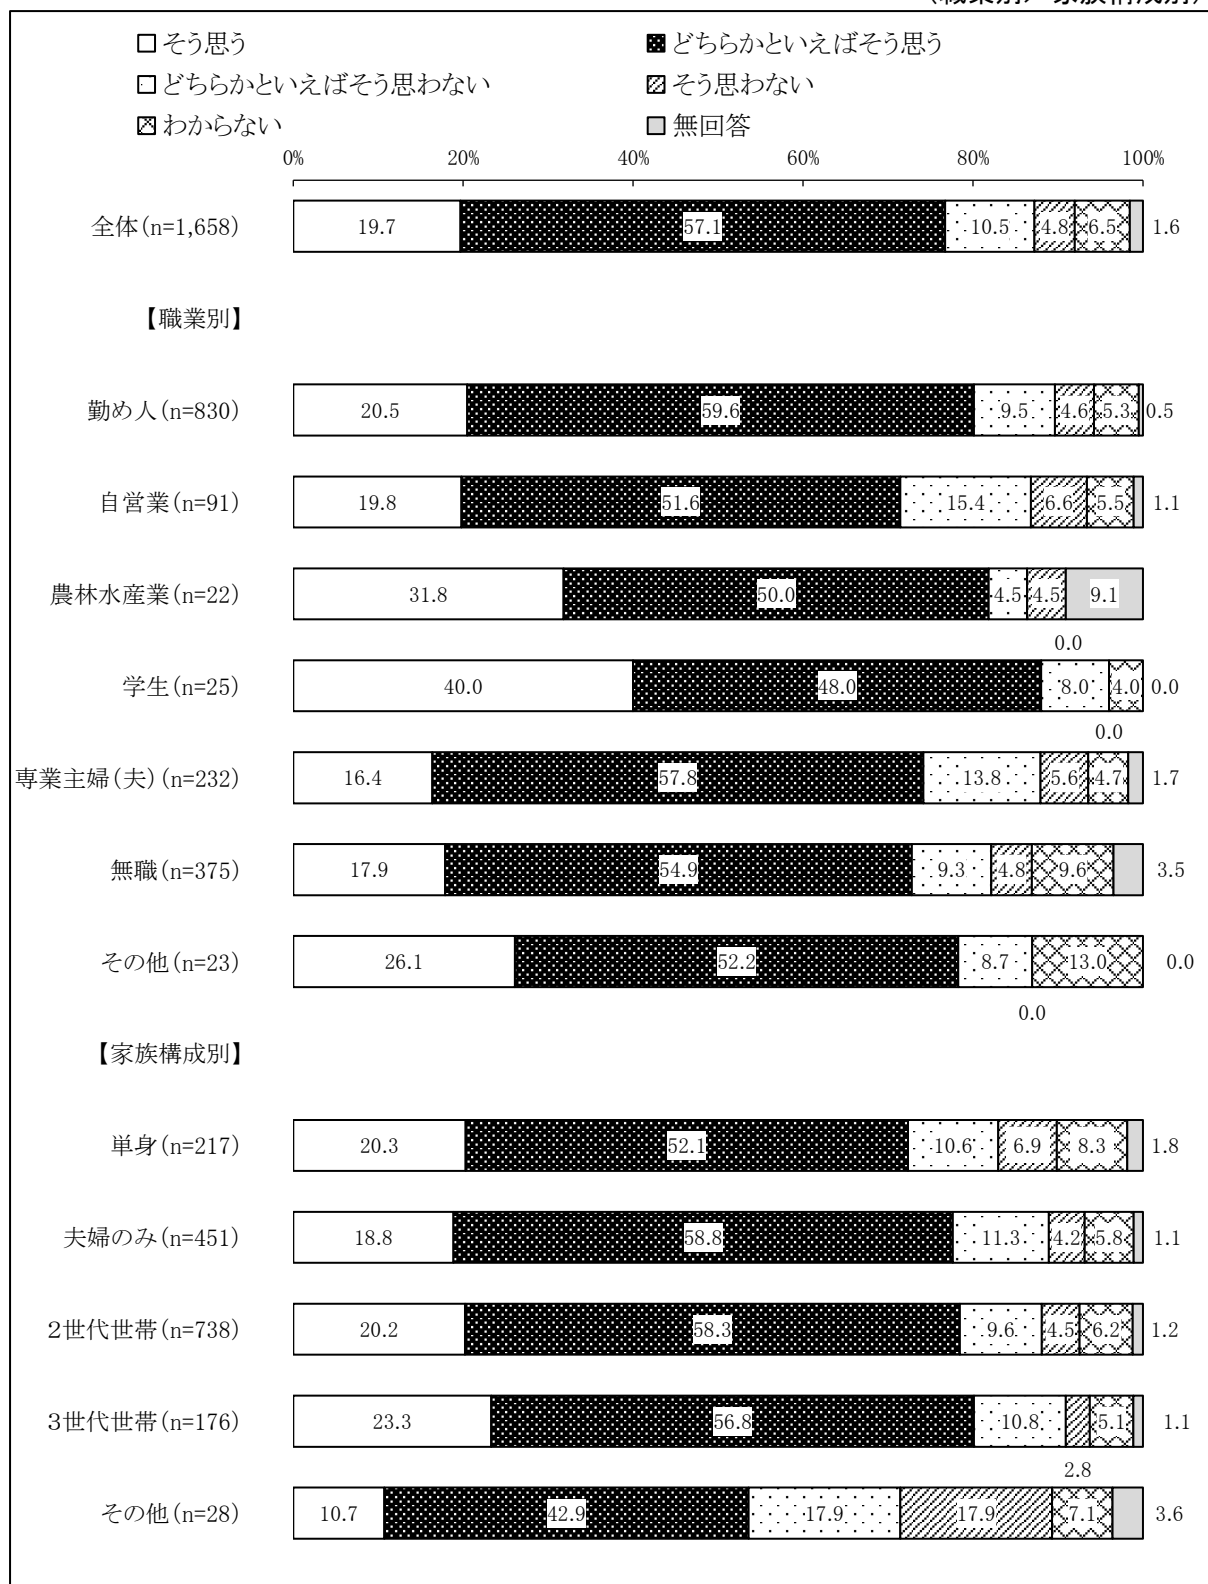 （職業別、家族構成別）
そう思う どちらかといえばそう思う
どちらかといえばそう思わない そう思わない
わからない 無回答
0% 20% 40% 60% 80% 100%
全体(n=1,658) 19.7 57.1 10.5 4.8 6.5 1.6
【職業別】
勤め人(n=830) 20.5 59.6 9.5 4.6 5.3 0.5
自営業(n=91) 19.8 51.6 15.4 6.6 5.5 1.1
農林水産業(n=22) 31.8 50.0 4.5 4.5 9.1
0.0
学生(n=25) 40.0 48.0 8.0 4.0 0.0
0.0
専業主婦(夫)(n=232) 16.4 57.8 13.8 5.6 4.7 1.7
無職(n=375) 17.9 54.9 9.3 4.8 9.6 3.5
その他(n=23) 26.1 52.2 8.7 13.0 0.0
0.0
【家族構成別】
単身(n=217) 20.3 52.1 10.6 6.9 8.3 1.8
夫婦のみ(n=451) 18.8 58.8 11.3 4.2 5.8 1.1
２世代世帯(n=738) 20.2 58.3 9.6 4.5 6.2 1.2
３世代世帯(n=176) 23.3 56.8 10.8 5.1 1.1
2.8
その他(n=28) 10.7 42.9 17.9 17.9 7.1 3.6